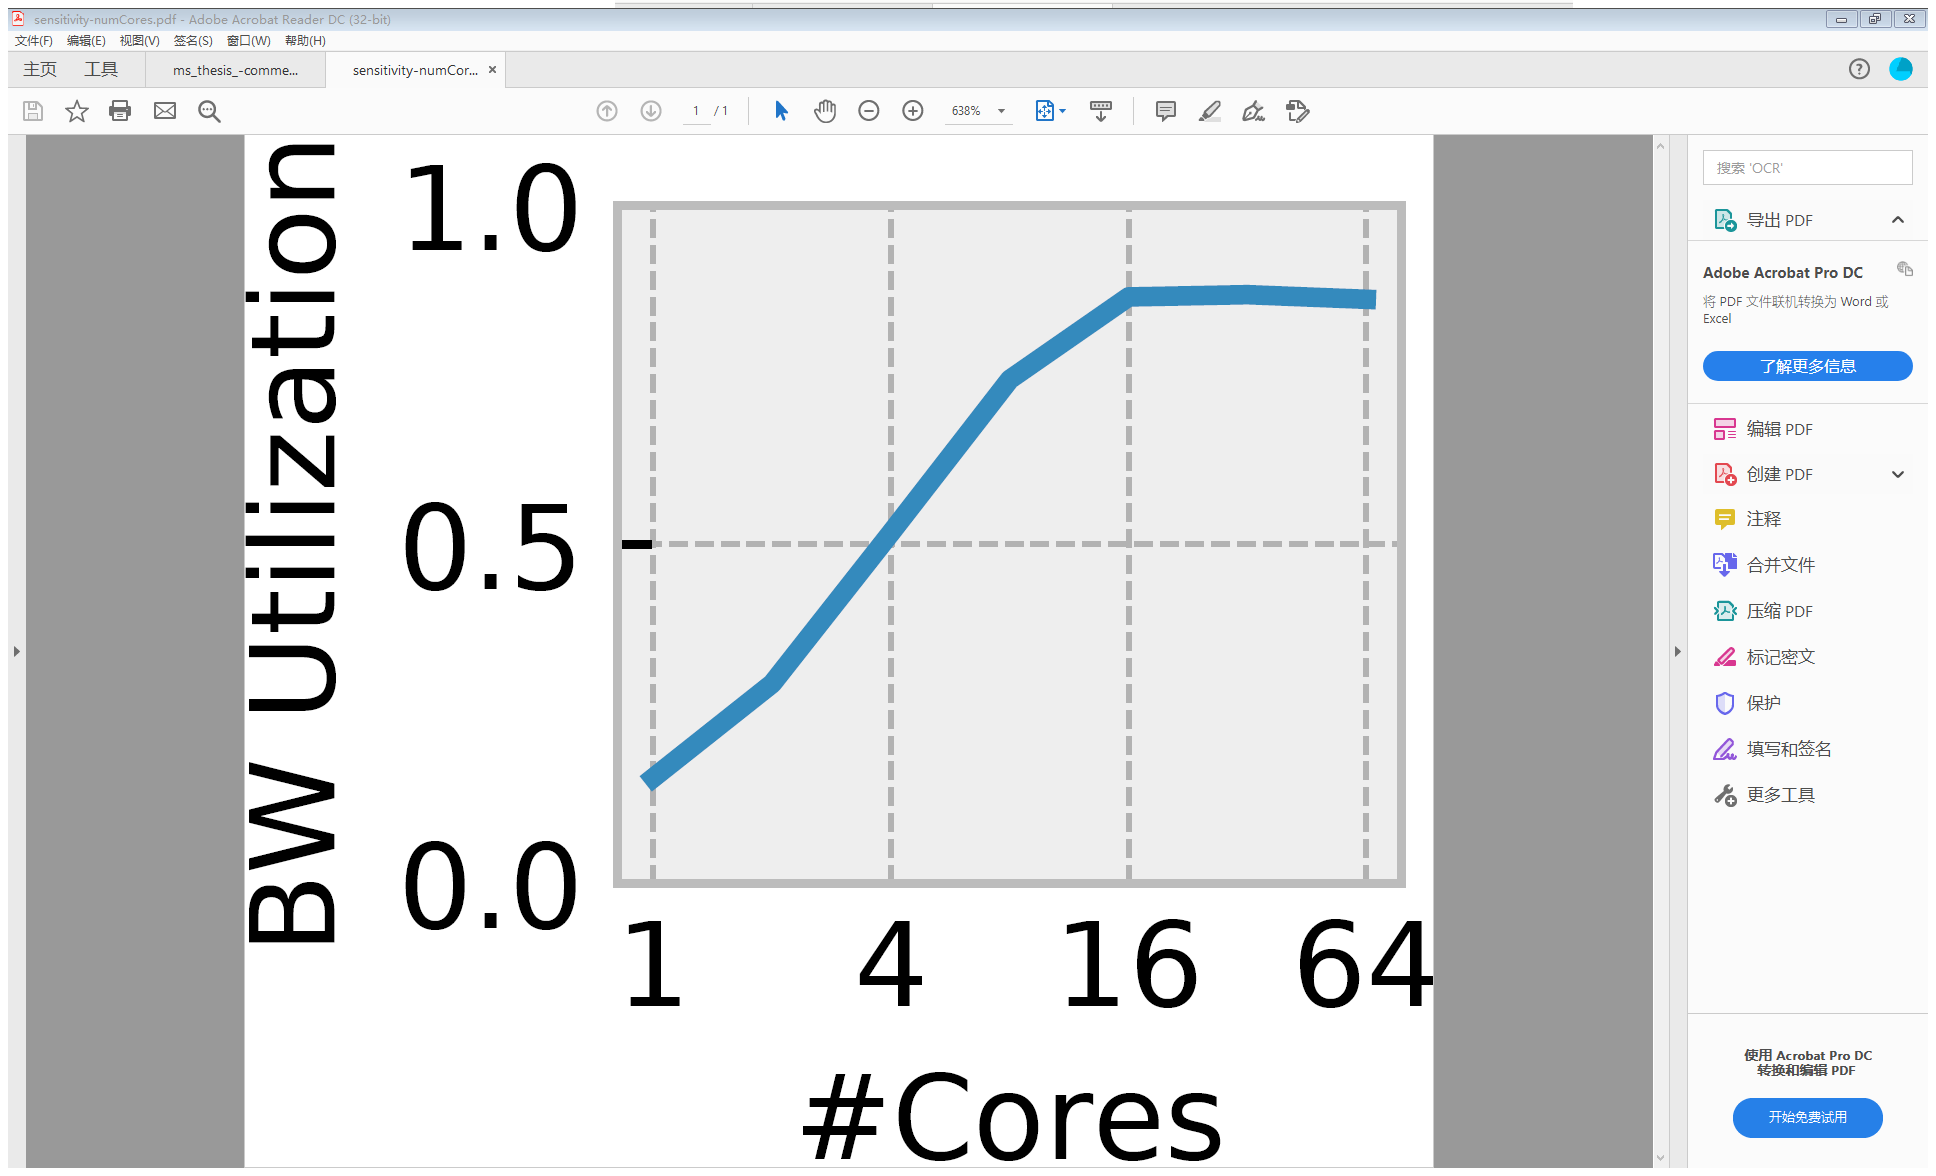 sensitivity-numCores.pdf - Adobe Acrobat Reader DC (32-bit)
文件(F) 编辑(E) 视图(V) 签名(S) 窗口(W) 帮助(H)
主页 工具 ms_thesis_-comme... sensitivity-numCor... ×
1 / 1 638%
BW Utilization
1.0
0.5
0.0
1 4 16 64
#Cores
搜索 'OCR'
导出 PDF
Adobe Acrobat Pro DC
将 PDF 文件联机转换为 Word 或
Excel
了解更多信息
编辑 PDF
创建 PDF
注释
合并文件
压缩 PDF
标记密文
保护
填写和签名
更多工具
使用 Acrobat Pro DC
转换和编辑 PDF
开始免费试用